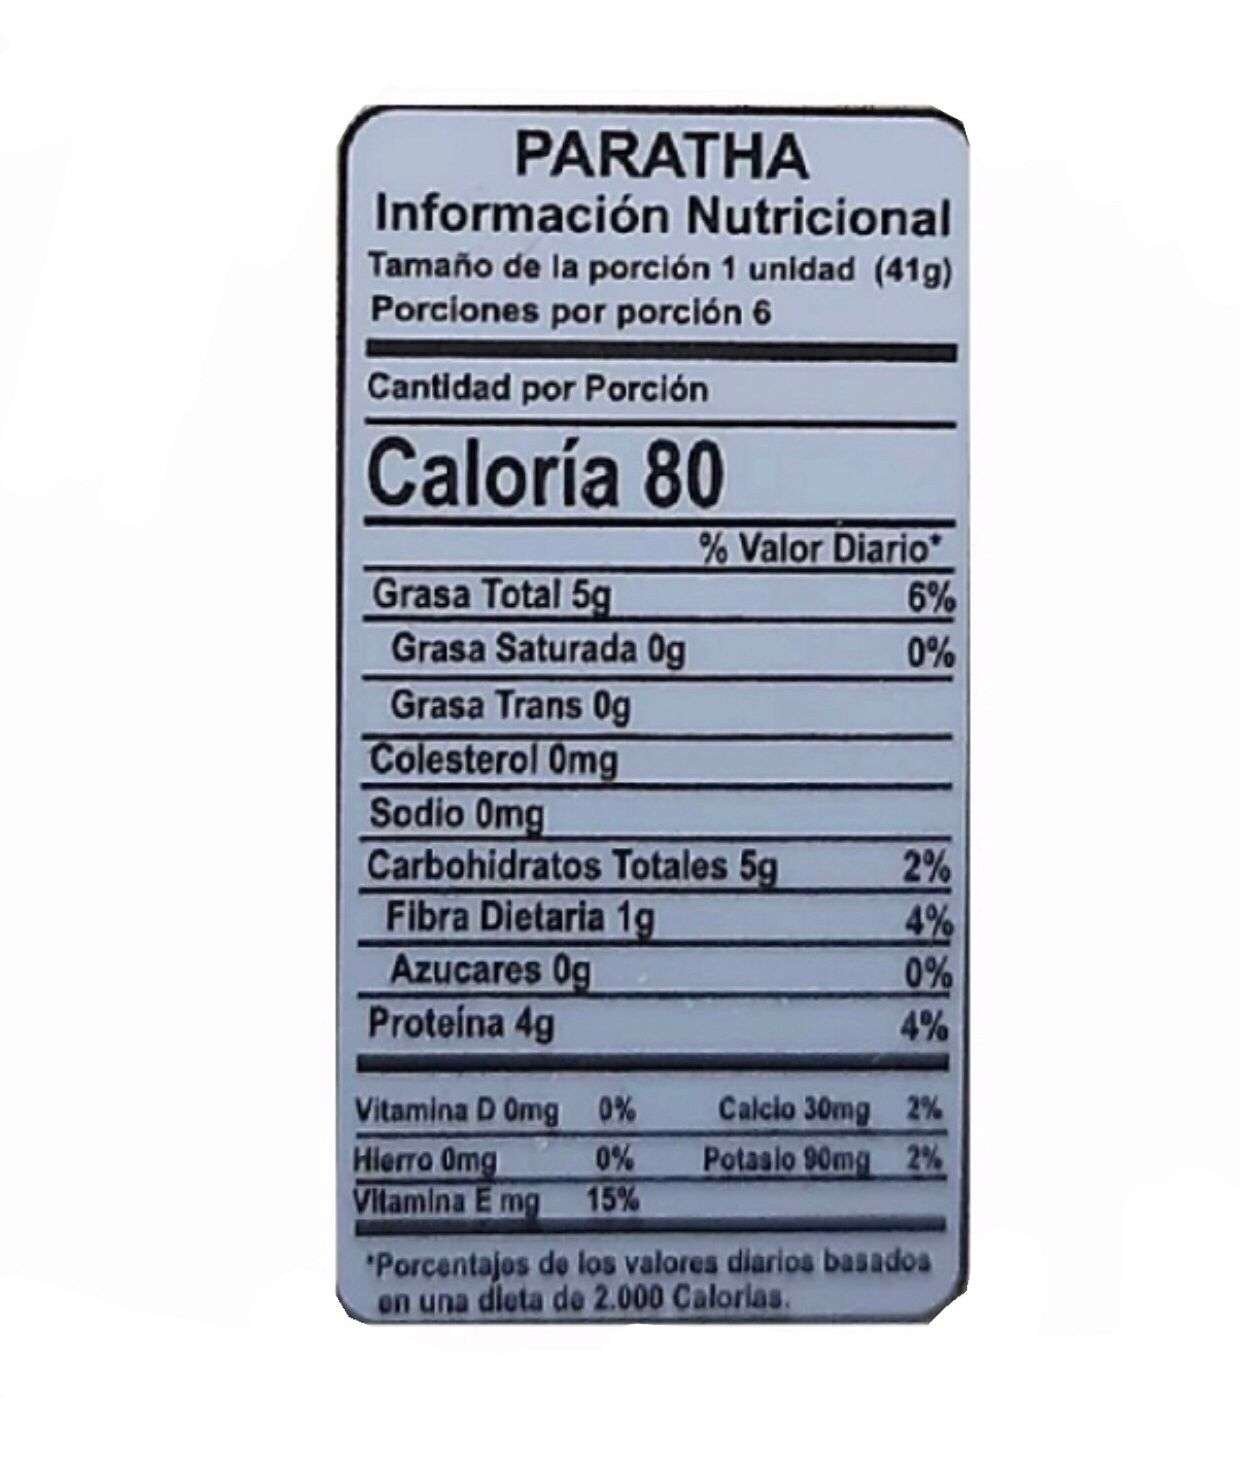 PARATHA
Información Nutricional
Tamaño de la porción 1 unidad (41g)
Porciones por porción 6
Cantidad por Porción
Caloría 80
% Valor Diario*
Grasa Total 5g 6%
Grasa Saturada 0g 0%
Grasa Trans 0g
Colesterol 0mg
Sodio 0mg
Carbohidratos Totales 5g 2%
Fibra Dietaria 1g 4%
Azucares 0g 0%
Proteína 4g 4%
Vitamina D 0mg 0% Calcio 30mg 2%
Hierro 0mg 0% Potasio 90mg 2%
Vitamina E mg 15%
*Porcentajes de los valores diarios basados
en una dieta de 2.000 Calorias.